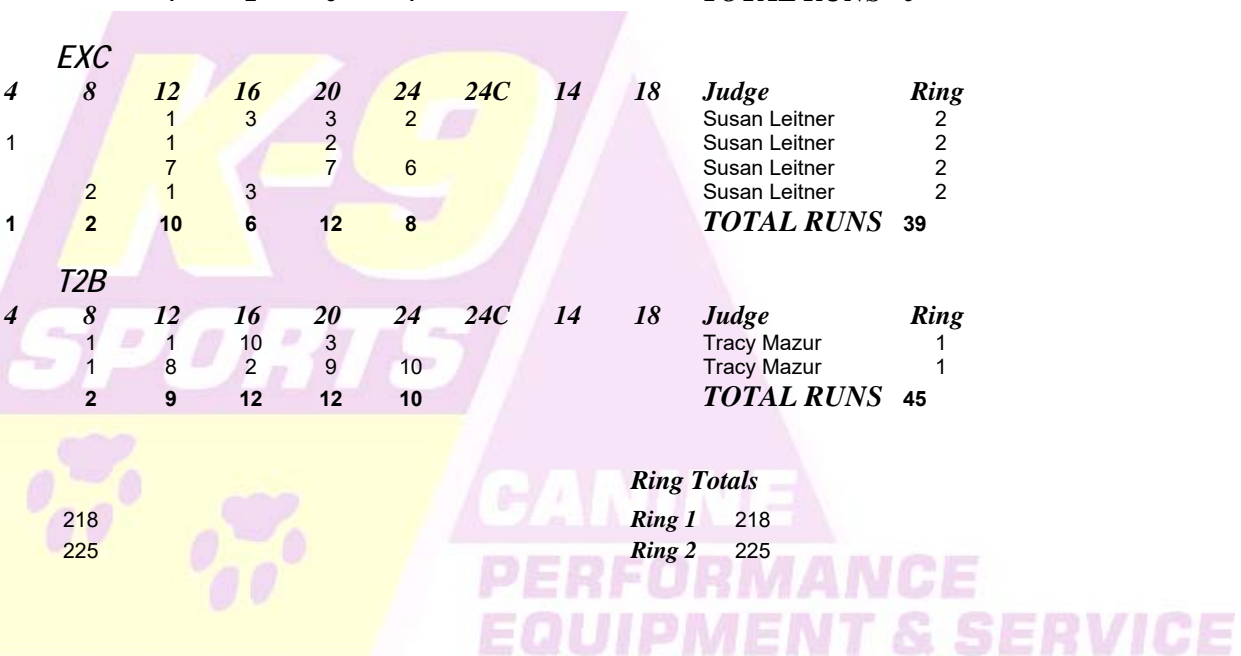 EXC
4 8 12 16 20 24 24C 14 18 Judge Ring
1 3 3 2 Susan Leitner 2
1 1 2 Susan Leitner 2
7 7 6 Susan Leitner 2
2 1 3 Susan Leitner 2
1 2 10 6 12 8 TOTAL RUNS 39
T2B
4 8 12 16 20 24 24C 14 18 Judge Ring
1 1 10 3 Tracy Mazur 1
1 8 2 9 10 Tracy Mazur 1
2 9 12 12 10 TOTAL RUNS 45
Ring Totals
218 Ring 1 218
225 Ring 2 225
K-9
SPORTS
CANINE
PERFORMANCE
EQUIPMENT & SERVICE